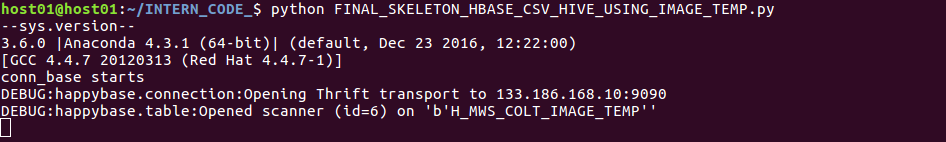 host01@host01:~/INTERN_CODE_$ python FINAL_SKELETON_HBASE_CSV_HIVE_USING_IMAGE_TEMP.py
--sys.version--
3.6.0 |Anaconda 4.3.1 (64-bit)| (default, Dec 23 2016, 12:22:00)
[GCC 4.4.7 20120313 (Red Hat 4.4.7-1)]
conn_base starts
DEBUG:happybase.connection:Opening Thrift transport to 133.186.168.10:9090
DEBUG:happybase.table:Opened scanner (id=6) on 'b'H_MWS_COLT_IMAGE_TEMP''